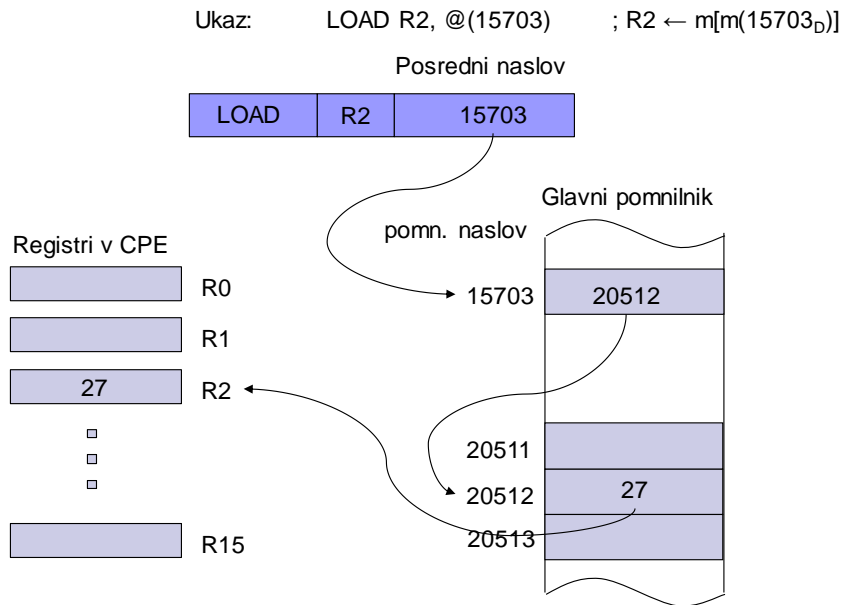 Ukaz: LOAD R2, @(15703) ; R2 ← m[m(15703D)]
Posredni naslov
LOAD R2 15703
Glavni pomnilnik
pomn. naslov
Registri v CPE
R0
15703 20512
R1
27 R2
20511
20512 27
R15
20513